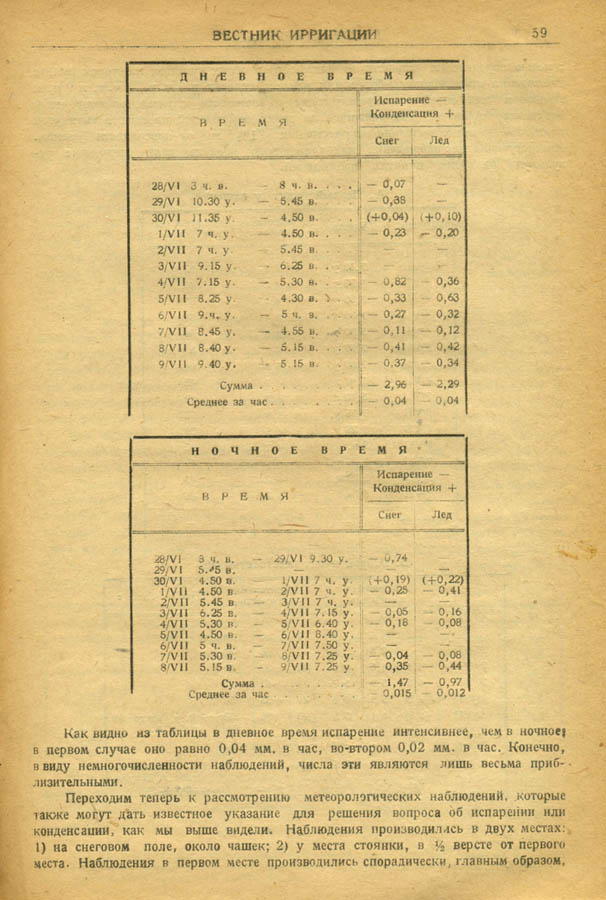 ВЕСТНИК ИРРИГАЦИИ 59
ДНЕВНОЕ ВРЕМЯ
ВРЕМЯ
Испарение —
Конденсация +
Снег Лед
28/VI 3 ч. в. — 8 ч. в. . . . — 0,07 —
29/VI 10.30 у. — 5.45 в. — 0,38 —
30/VI 11.35 у. — 4,50 в. . (+0,04) (+0,10)
1/VII 7 ч. у. — 4.50 в. . . . — 0,23 — 0,20
2/VII 7 ч. у. 5.45 в. — —
3/VII 9.15 у. — 6.25 в. . . —
4/VII 7.15 у. — 5.30 в. . . . — 0,82 — 0,36
5/VII 8.25 у. 4.30 в. . . — 0,33 — 0,63
6/VII 9.ч. у. — 5 ч. в. . . . — 0,27 — 0,32
7/VII 8.45 у. — 4.55 в. . . — 0,11 — 0,12
8/VII 8.40 у. — 5.15 в. . . . — 0,41 — 0,42
9/VII 9.40 у. — 5.15 в. . . . — 0.37 — 0,34
Сумма . . . . . . . — 2,96 — 2,29
Среднее за час . . . . . . — 0,04 — 0,04
НОЧНОЕ ВРЕМЯ
ВРЕМЯ
Испарение —
Конденсация +
Снег Лед
28/VI 3 ч. в. — 29/VI 9.30 у. — 0,74
29/VI 5.45 в. — — —
30/VI 4.50 в. 1/VII 7 ч. у. (+0,19) (+0,22)
1/VII 4.50 в. 2/VII 7 ч. у. — 0,25 — 0,41
2/VII 5.45 в. — 3/VII 7 ч. у. — —
3/VII 6.25 в. 4/VII 7.15 у. — 0,05 — 0,16
4/VII 5,30 в. — 5/VII 6.40 у. — 0,18 — 0,08
5/VII 4.50 в. — 6/VII 8.40 у. — —
6/VII 5 ч. в. — 7/VII 7.50 у. — —
7/VII 5.30 в. 8/VII 7.25 у. — 0,04 — 0,08
8/VII 5.15 в. — 9/VII 7.25 у. — 0,35 — 0,44
Сумма . . . . . . . — 1,47 — 0,97
Среднее за час . . . . . . . — 0,015 — 0,012
Как видно из таблицы в дневное время испарение интенсивнее, чем в ночное;
в первом случае оно равно 0,04 мм. в час, во-втором 0,02 мм. в час. Конечно,
ввиду немногочисленности наблюдений, числа эти являются лишь весьма приб-
лизительными.
Переходим теперь к рассмотрению метеорологических наблюдений, которые
также могут дать известное указание для решения вопроса об испарении или
конденсации, как мы выше видели. Наблюдения производились в двух местах:
1) на снеговом поле, около чашек; 2) у места стоянки, в ½ версте от первого
места. Наблюдения в первом месте производились спорадически, главным образом,